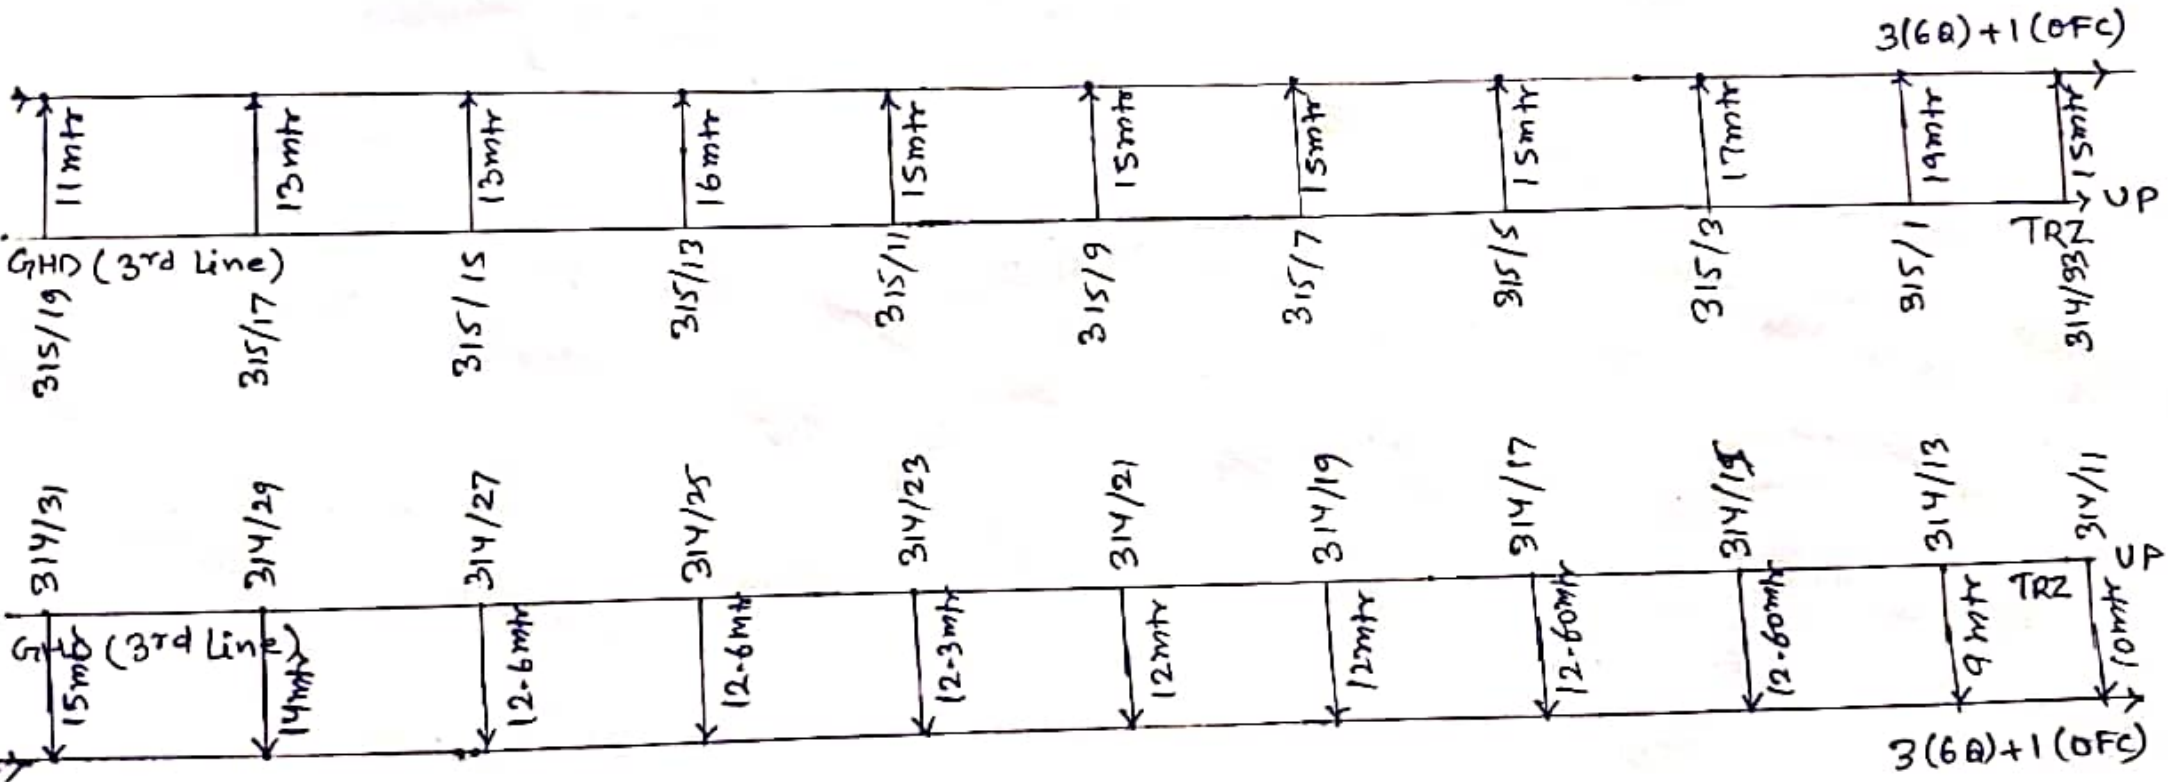 3(6Q)+1(OFC)
11mtr 13mtr 13mtr 16mtr 15mtr 15mtr 15mtr 15mtr 17mtr 19mtr 15mtr
UP
GHD (3rd Line) TRZ
315/19 315/17 315/15 315/13 315/11 315/9 315/7 315/5 315/3 315/1 314/33
314/31 314/29 314/27 314/25 314/23 314/21 314/19 314/17 314/15 314/13 314/11
UP
GHD (3rd Line) TRZ
15mtr 14mtr 12.6mtr 12.6mtr 12.3mtr 12mtr 12mtr 12.60mtr 12.60mtr 9mtr 10mtr
3(6Q)+1(OFC)